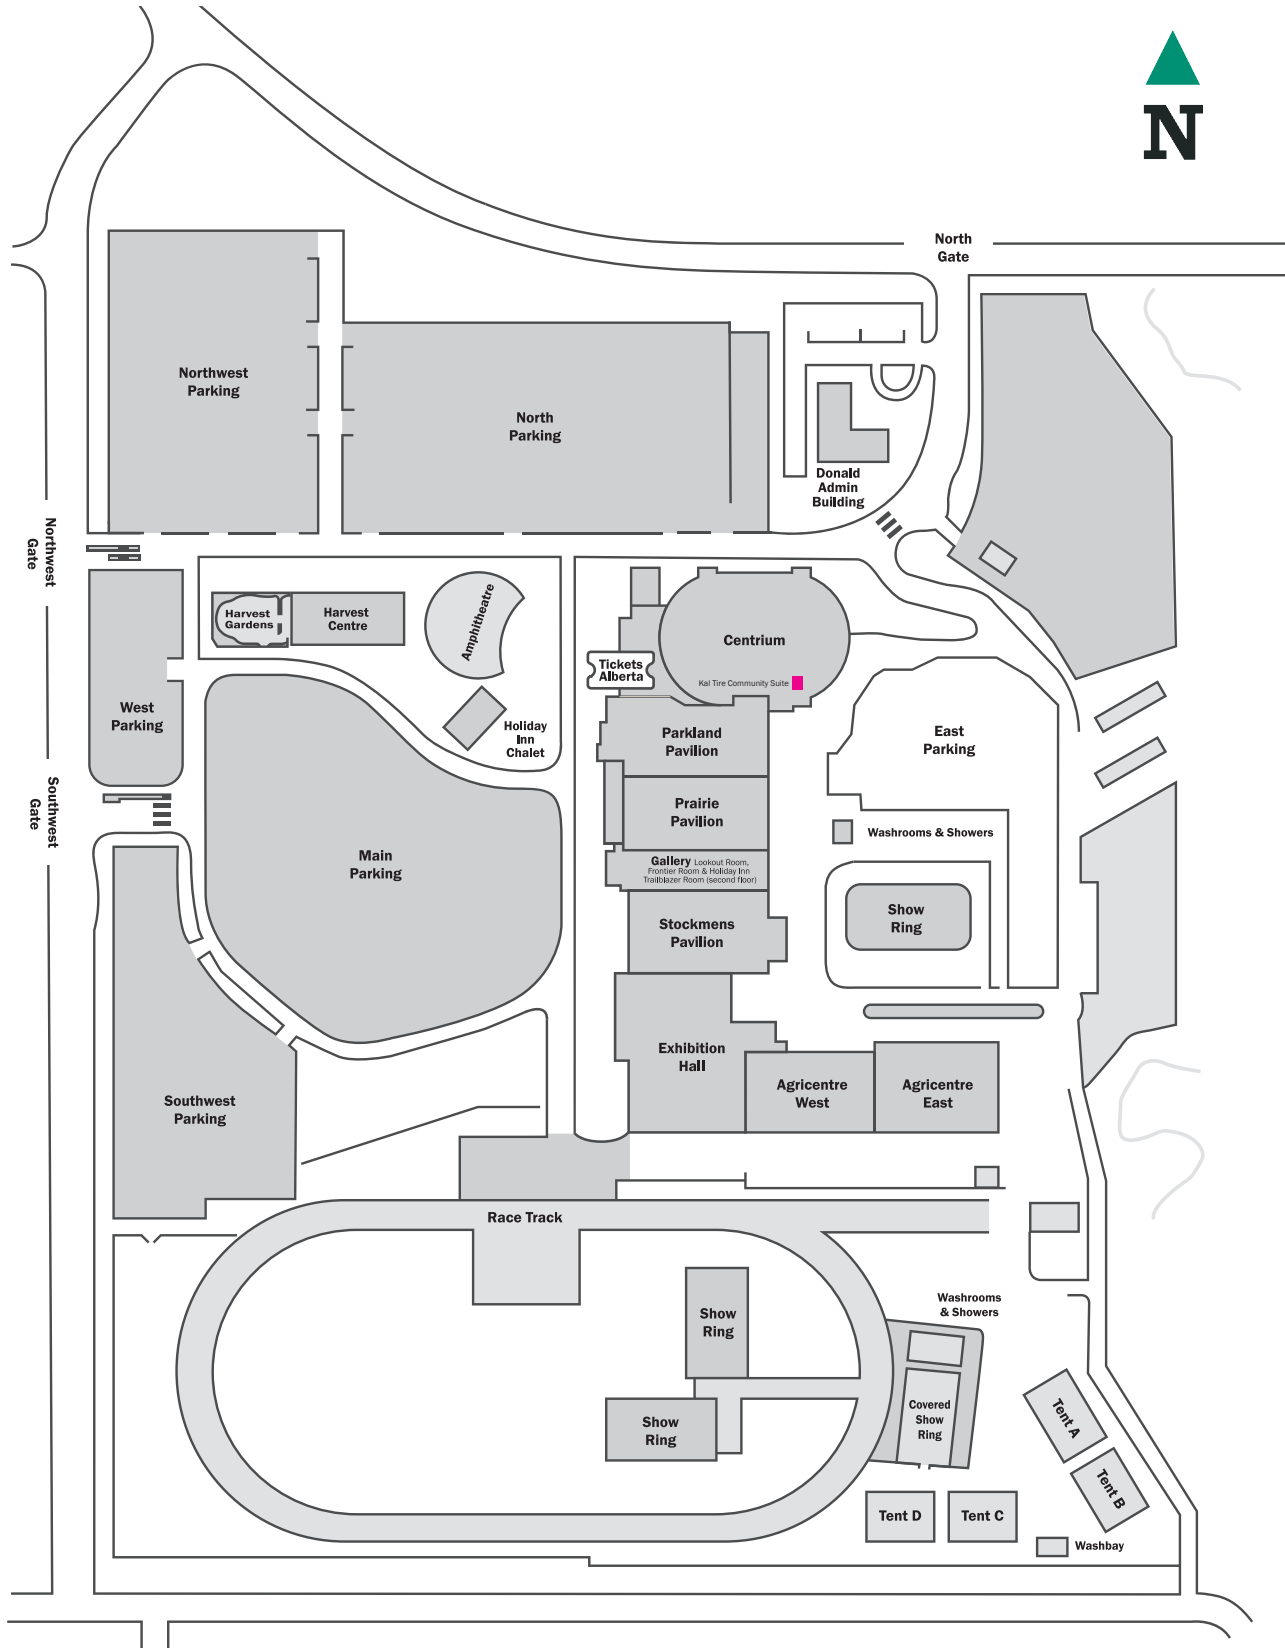 N
North
Gate
Northwest
Parking
North
Parking
Donald
Admin
Building
Northwest
Gate
Harvest
Gardens
Harvest
Centre
Amphitheatre
Centrium
Tickets
Alberta
Kal Tire Community Suite
West
Parking
Holiday
Inn
Chalet
Parkland
Pavilion
East
Parking
Southwest
Gate
Prairie
Pavilion
Washrooms & Showers
Main
Parking
Gallery Lookout Room,
Frontier Room & Holiday Inn
Trailblazer Room (second floor)
Show
Ring
Stockmens
Pavilion
Exhibition
Hall
Agricentre
West
Agricentre
East
Southwest
Parking
Race Track
Washrooms
& Showers
Show
Ring
Show
Ring
Covered
Show
Ring
Tent A
Tent B
Tent D
Tent C
Washbay